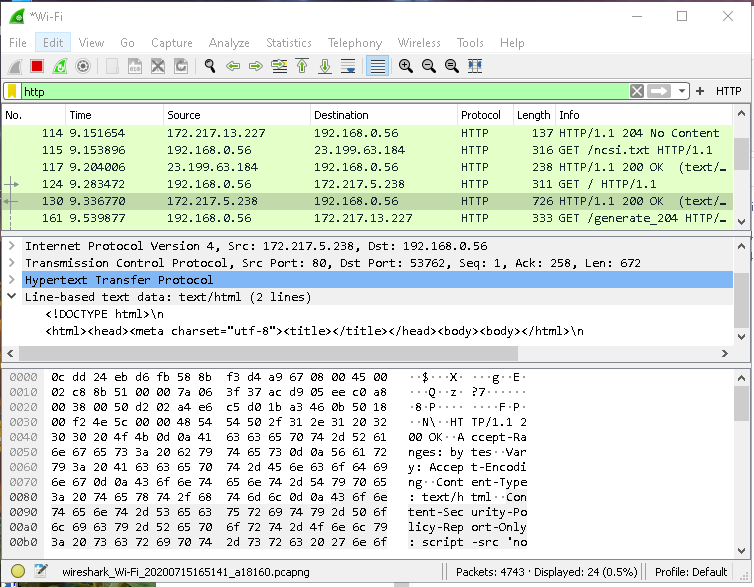 *Wi-Fi
File Edit View Go Capture Analyze Statistics Telephony Wireless Tools Help
http
HTTP
No. Time Source Destination Protocol Length Info
114 9.151654 172.217.13.227 192.168.0.56 HTTP 137 HTTP/1.1 204 No Content
115 9.153896 192.168.0.56 23.199.63.184 HTTP 316 GET /ncsi.txt HTTP/1.1
117 9.204006 23.199.63.184 192.168.0.56 HTTP 238 HTTP/1.1 200 OK (text/…
124 9.283472 192.168.0.56 172.217.5.238 HTTP 311 GET / HTTP/1.1
130 9.336770 172.217.5.238 192.168.0.56 HTTP 726 HTTP/1.1 200 OK (text/…
161 9.539877 192.168.0.56 172.217.13.227 HTTP 333 GET /generate_204 HTTP/…
Internet Protocol Version 4, Src: 172.217.5.238, Dst: 192.168.0.56
Transmission Control Protocol, Src Port: 80, Dst Port: 53762, Seq: 1, Ack: 258, Len: 672
Hypertext Transfer Protocol
Line-based text data: text/html (2 lines)
<!DOCTYPE html>\n
<html><head><meta charset="utf-8"><title></title></head><body><body></html>\n
0000 0c dd 24 eb d6 fb 58 8b f3 d4 a9 67 08 00 45 00 ··$···X· ···g··E·
0010 02 c8 8b 51 00 00 7a 06 3f 37 ac d9 05 ee c0 a8 ···Q··z· ?7······
0020 00 38 00 50 d2 02 a4 e6 c5 d0 1b a3 46 0b 50 18 ·8·P···· ····F·P·
0030 00 f2 4e 5c 00 00 48 54 54 50 2f 31 2e 31 20 32 ··N\··HT TP/1.1 2
0040 30 30 20 4f 4b 0d 0a 41 63 63 65 70 74 2d 52 61 00 OK··A ccept-Ra
0050 6e 67 65 73 3a 20 62 79 74 65 73 0d 0a 56 61 72 nges: by tes··Var
0060 79 3a 20 41 63 63 65 70 74 2d 45 6e 63 6f 64 69 y: Accep t-Encodi
0070 6e 67 0d 0a 43 6f 6e 74 65 6e 74 2d 54 79 70 65 ng··Cont ent-Type
0080 3a 20 74 65 78 74 2f 68 74 6d 6c 0d 0a 43 6f 6e : text/h tml··Con
0090 74 65 6e 74 2d 53 65 63 75 72 69 74 79 2d 50 6f tent-Sec urity-Po
00a0 6c 69 63 79 2d 52 65 70 6f 72 74 2d 4f 6e 6c 79 licy-Rep ort-Only
00b0 3a 20 73 63 72 69 70 74 2d 73 72 63 20 27 6e 6f : script -src 'no
wireshark_Wi-Fi_20200715165141_a18160.pcapng Packets: 4743 · Displayed: 24 (0.5%) Profile: Default